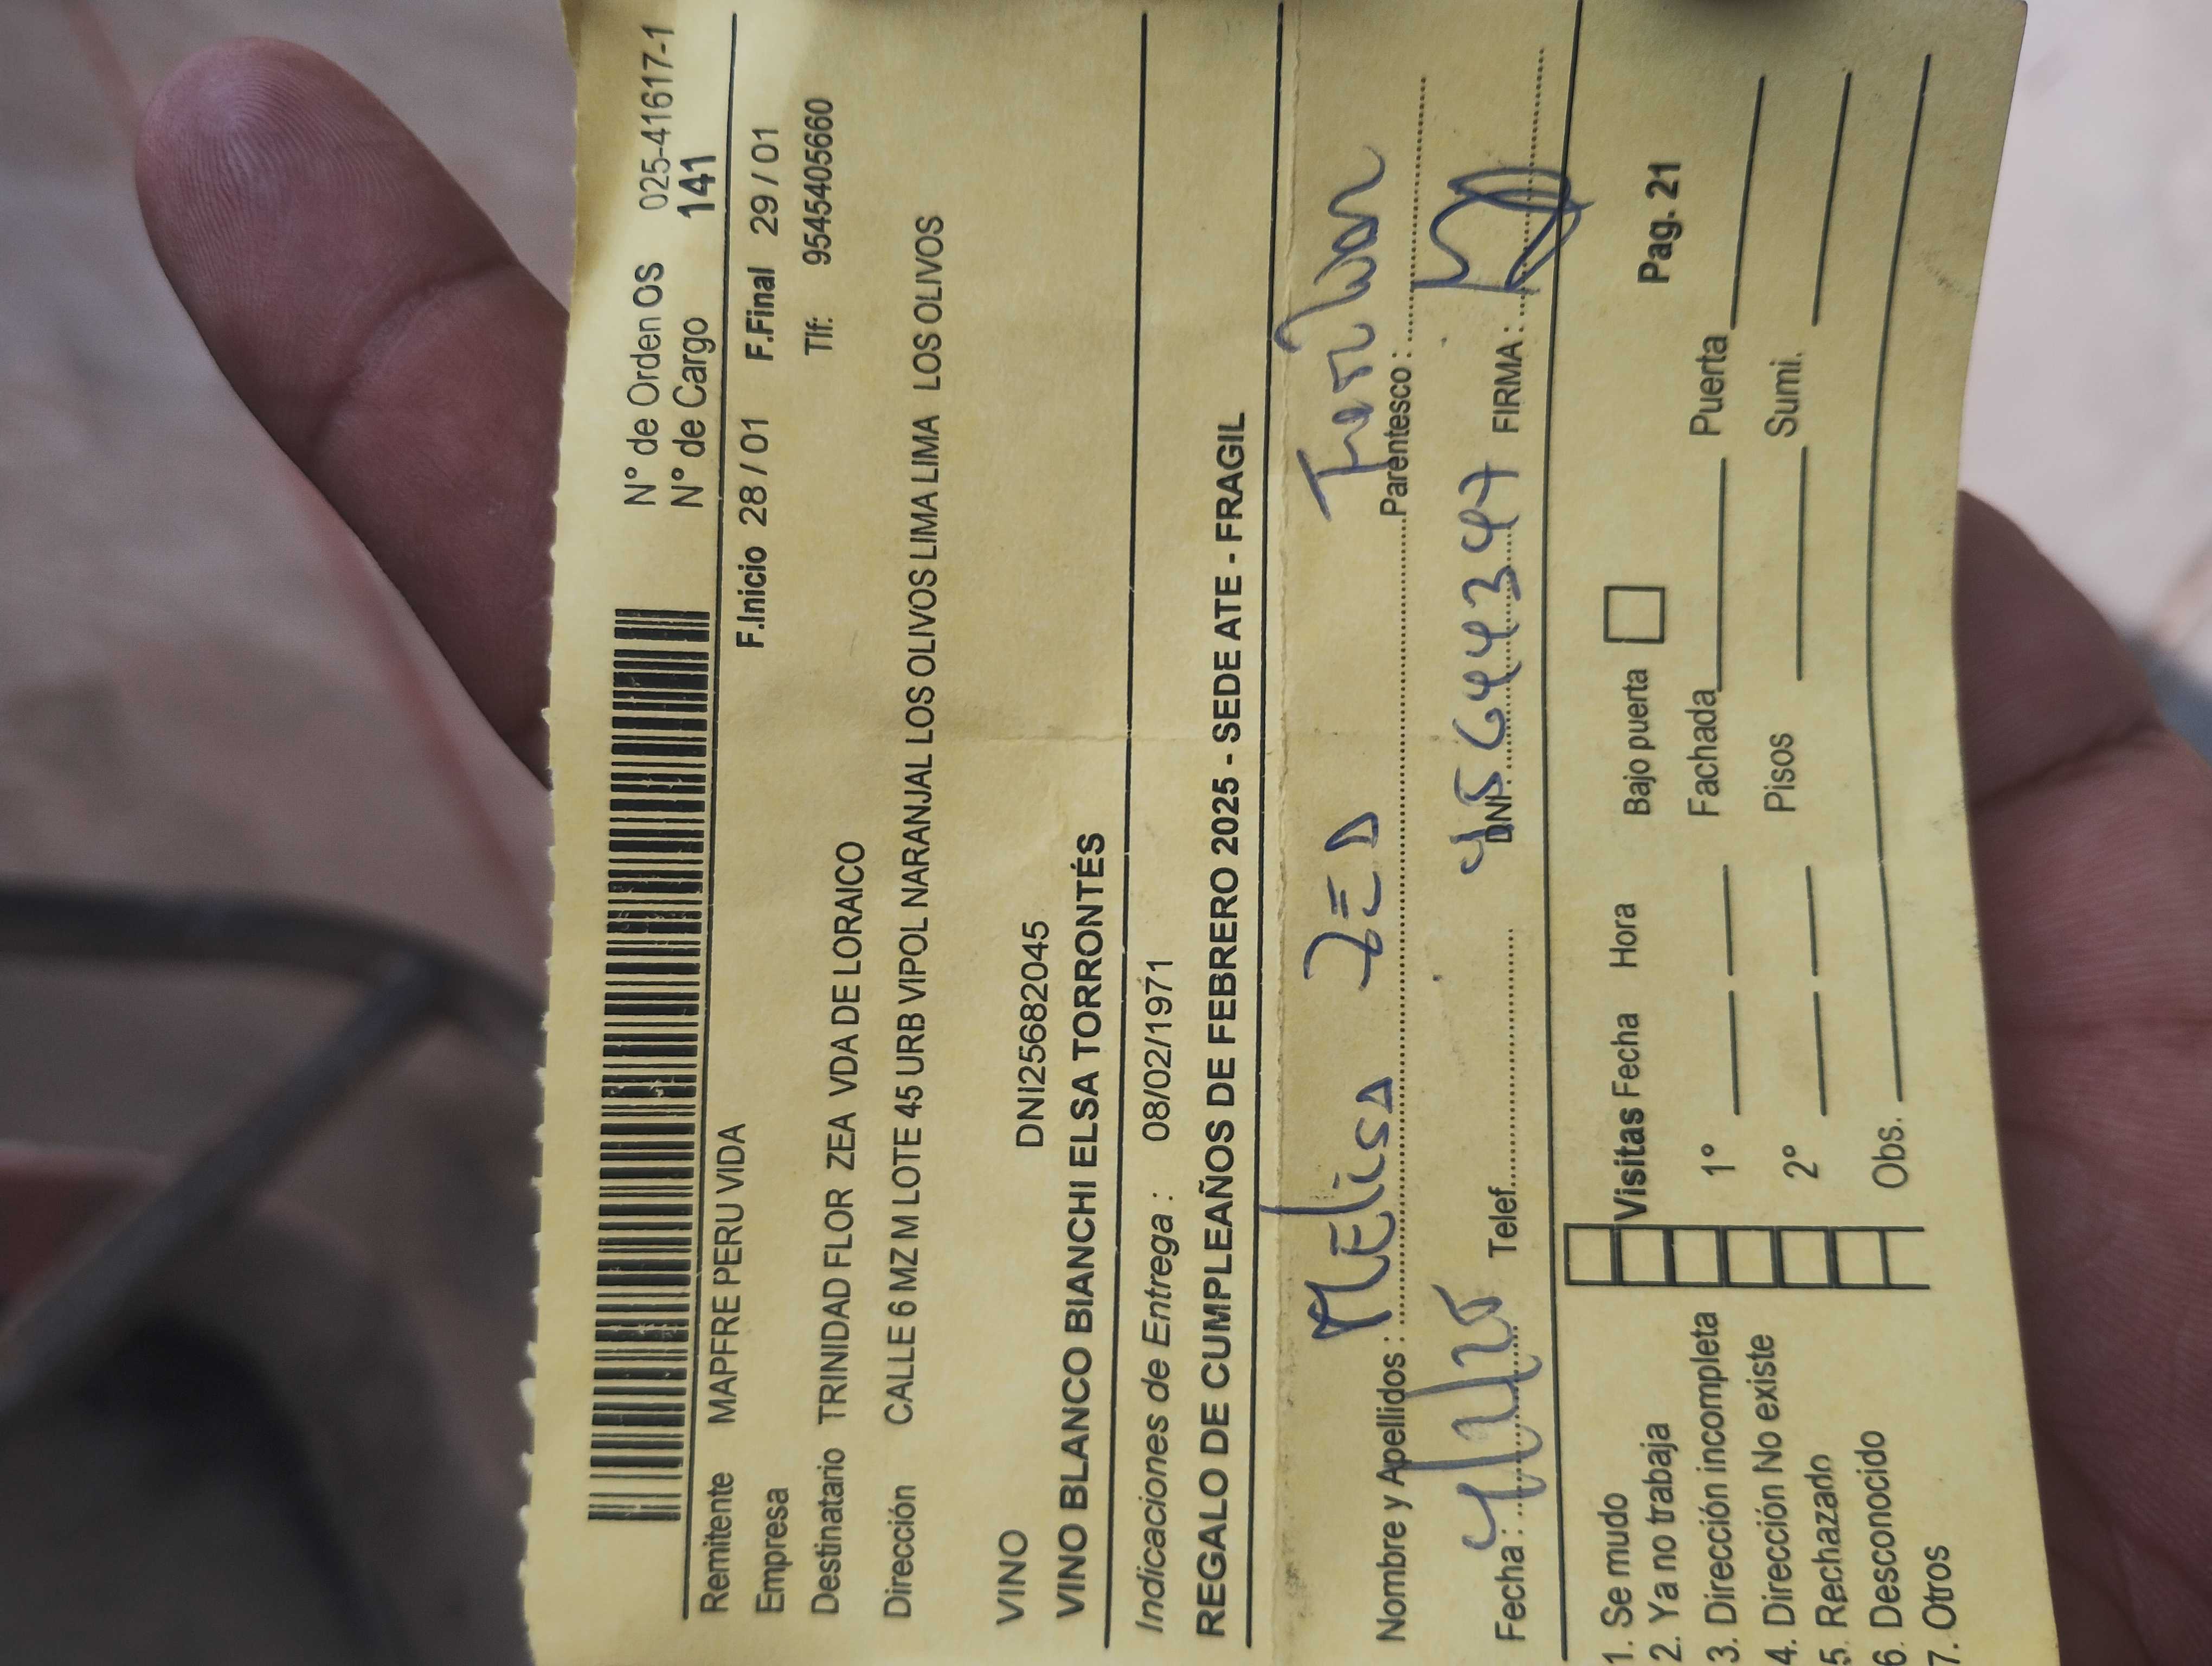 N° de Orden OS 025-41617-1
N° de Cargo 141
Remitente MAPFRE PERU VIDA
F.Inicio 28 / 01 F.Final 29 / 01
Empresa
Tlf: 9545405660
Destinatario TRINIDAD FLOR ZEA VDA DE LORAICO
Dirección CALLE 6 MZ M LOTE 45 URB VIPOL NARANJAL LOS OLIVOS LIMA LIMA LOS OLIVOS
VINO DNI25682045
VINO BLANCO BIANCHI ELSA TORRONTÉS
Indicaciones de Entrega : 08/02/1971
REGALO DE CUMPLEAÑOS DE FEBRERO 2025 - SEDE ATE - FRAGIL
Nombre y Apellidos : MELisa ZEA Parentesco :
Fecha : Telef. DNI: 45644347 FIRMA :
1. Se mudo
2. Ya no trabaja
3. Dirección incompleta
4. Dirección No existe
5. Rechazado
6. Desconocido
7. Otros
Visitas Fecha Hora Bajo puerta Pag. 21
1° Fachada Puerta
2° Pisos Sumi.
Obs.